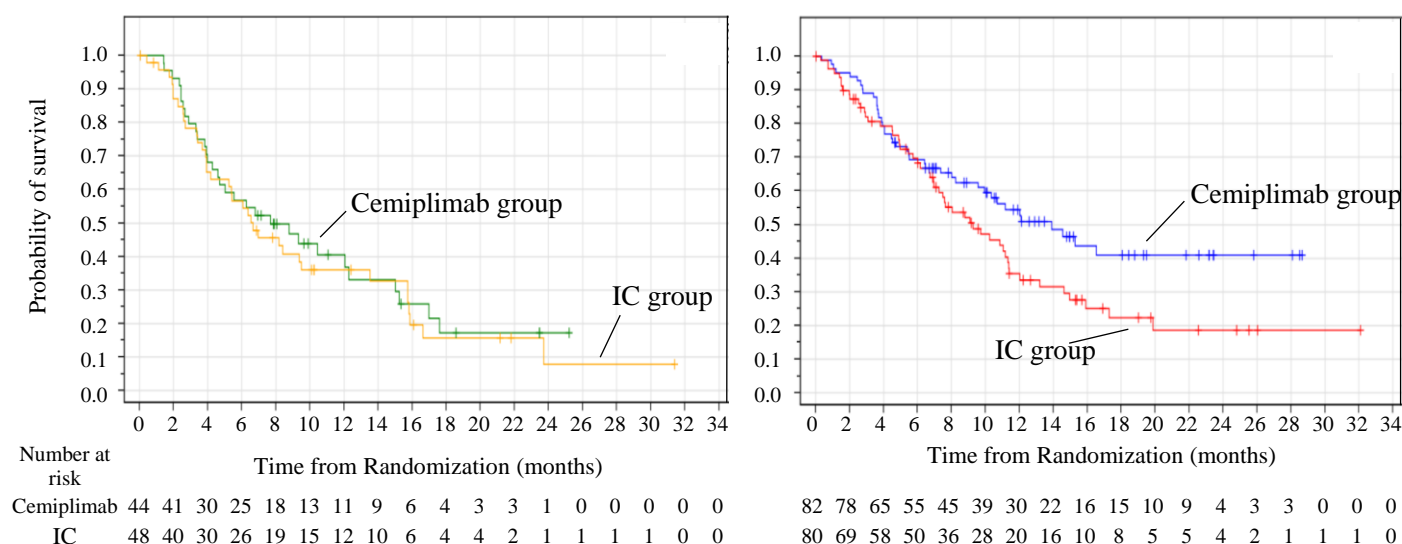 Probability of survival
1.0
0.9
0.8
0.7
0.6
0.5
0.4
0.3
0.2
0.1
0.0
Cemiplimab group
IC group
0 2 4 6 8 10 12 14 16 18 20 22 24 26 28 30 32 34
Time from Randomization (months)
1.0
0.9
0.8
0.7
0.6
0.5
0.4
0.3
0.2
0.1
0.0
Cemiplimab group
IC group
0 2 4 6 8 10 12 14 16 18 20 22 24 26 28 30 32 34
Time from Randomization (months)
Number at
risk
Cemiplimab 44 41 30 25 18 13 11 9 6 4 3 3 1 0 0 0 0 0
82 78 65 55 45 39 30 22 16 15 10 9 4 3 3 0 0 0
IC 48 40 30 26 19 15 12 10 6 4 4 2 1 1 1 1 0 0
80 69 58 50 36 28 20 16 10 8 5 5 4 2 1 1 1 0